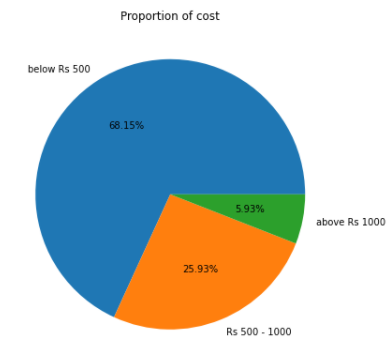 Proportion of cost
below Rs 500
68.15%
5.93%
above Rs 1000
25.93%
Rs 500 - 1000